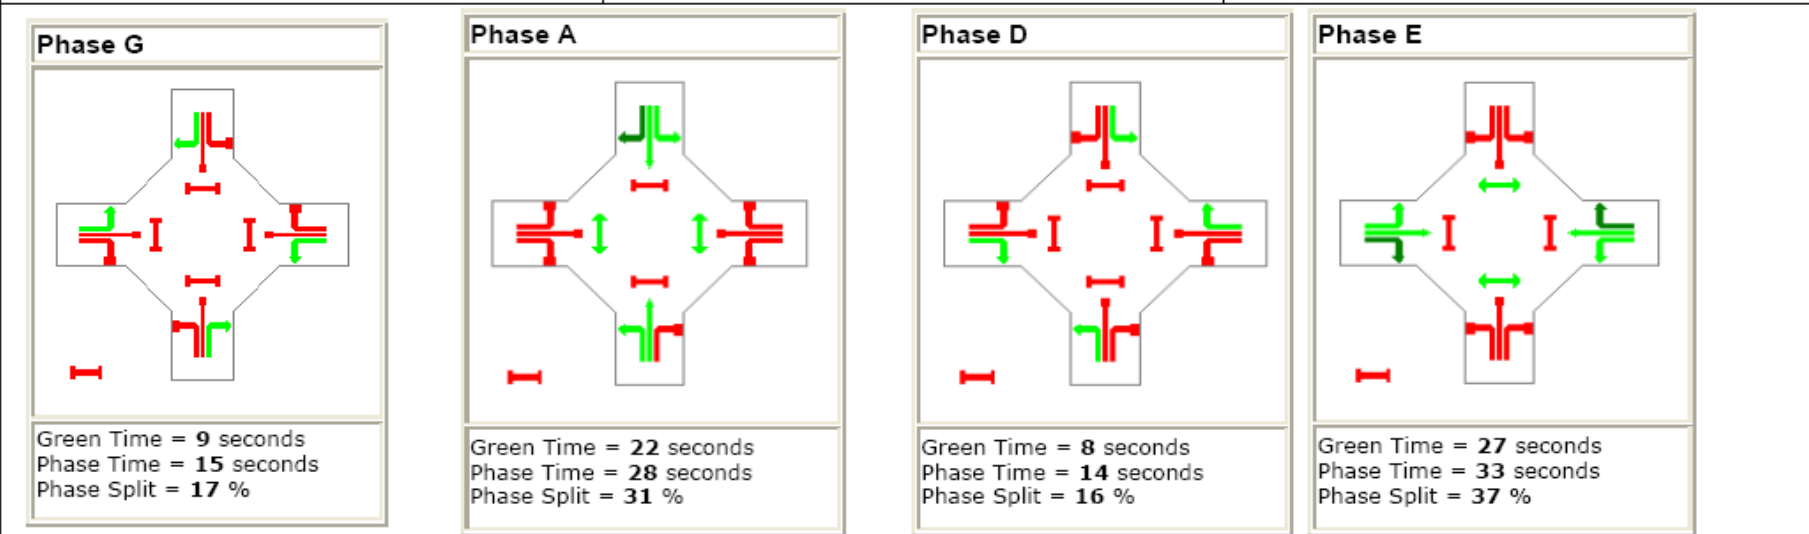 Phase G
Green Time = 9 seconds
Phase Time = 15 seconds
Phase Split = 17 %
Phase A
Green Time = 22 seconds
Phase Time = 28 seconds
Phase Split = 31 %
Phase D
Green Time = 8 seconds
Phase Time = 14 seconds
Phase Split = 16 %
Phase E
Green Time = 27 seconds
Phase Time = 33 seconds
Phase Split = 37 %